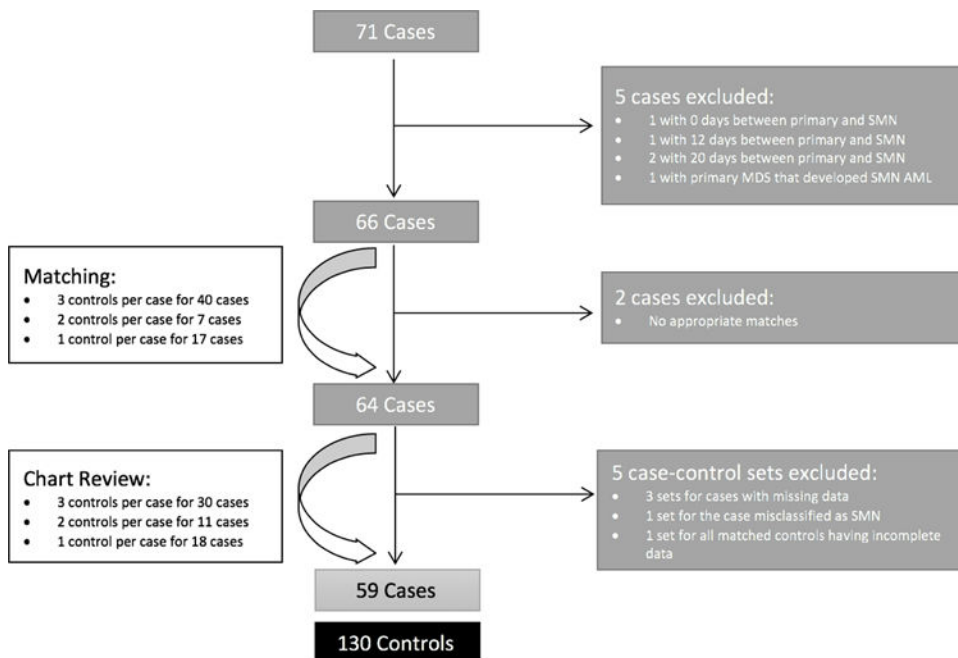 71 Cases
5 cases excluded:
• 1 with 0 days between primary and SMN
• 1 with 12 days between primary and SMN
• 2 with 20 days between primary and SMN
• 1 with primary MDS that developed SMN AML
66 Cases
Matching:
• 3 controls per case for 40 cases
• 2 controls per case for 7 cases
• 1 control per case for 17 cases
2 cases excluded:
• No appropriate matches
64 Cases
Chart Review:
• 3 controls per case for 30 cases
• 2 controls per case for 11 cases
• 1 control per case for 18 cases
5 case-control sets excluded:
• 3 sets for cases with missing data
• 1 set for the case misclassified as SMN
• 1 set for all matched controls having incomplete
data
59 Cases
130 Controls